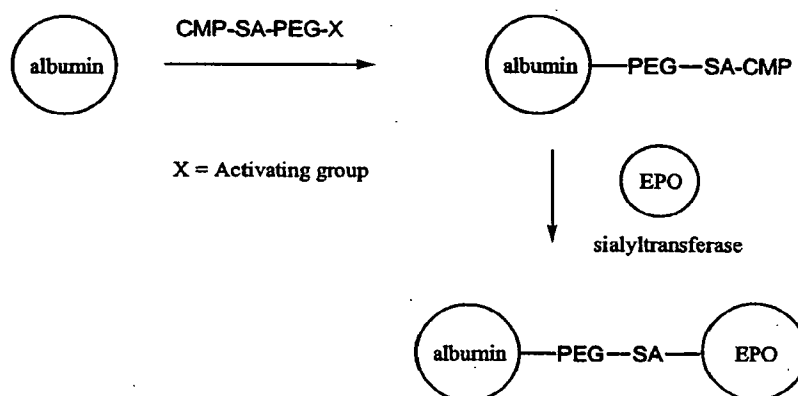 CMP-SA-PEG-X
albumin
albumin PEG SA-CMP
X = Activating group
EPO
sialyltransferase
albumin PEG SA EPO